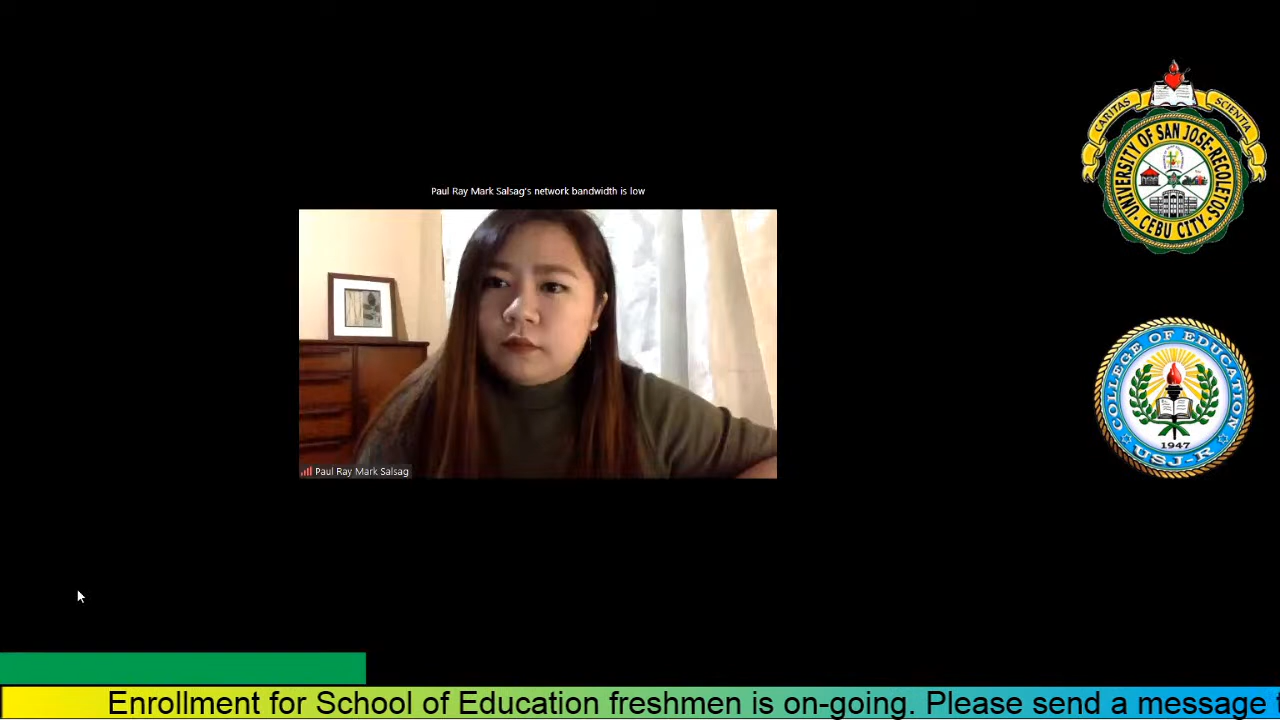 Paul Ray Mark Salsag's network bandwidth is low
Paul Ray Mark Salsag
CARITAS SCIENTIA
UNIVERSITY OF SAN JOSE-RECOLETOS
· CEBU CITY ·
COLLEGE OF EDUCATION
1947
USJ-R
Enrollment for School of Education freshmen is on-going. Please send a message